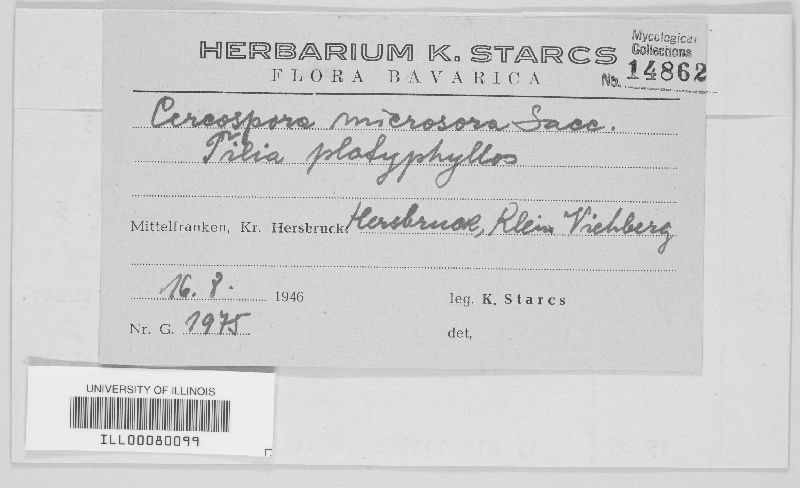 HERBARIUM K. STARCS
FLORA BAVARICA
Mycological
Collections
No. 14862
Cercospora microsora Sacc.
Tilia platyphyllos
Mittelfranken, Kr. Hersbruck, Hersbruck, Klein Viehberg
16. 8. 1946
leg. K. Starcs
Nr. G. 1975
det,
UNIVERSITY OF ILLINOIS
ILL00080099